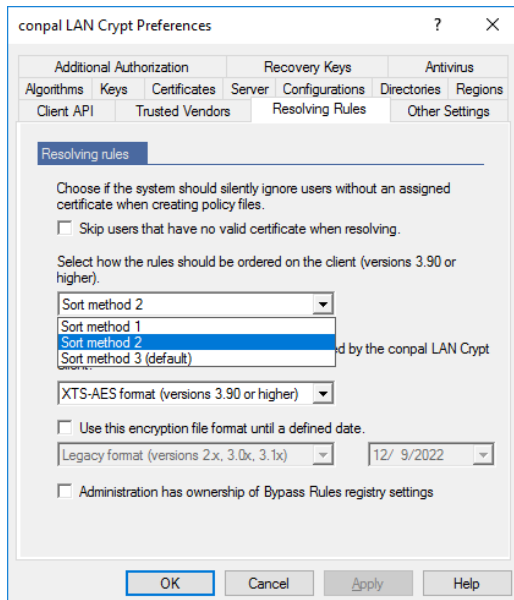 conpal LAN Crypt Preferences
?
Additional Authorization Recovery Keys Antivirus
Algorithms Keys Certificates Server Configurations Directories Regions
Client API Trusted Vendors Resolving Rules Other Settings
Resolving rules
Choose if the system should silently ignore users without an assigned
certificate when creating policy files.
Skip users that have no valid certificate when resolving.
Select how the rules should be ordered on the client (versions 3.90 or
higher).
Sort method 2
Sort method 1
Sort method 2
Sort method 3 (default)
by the conpal LAN Crypt
XTS-AES format (versions 3.90 or higher)
Use this encryption file format until a defined date.
Legacy format (versions 2.x, 3.0x, 3.1x) 12/ 9/2022
Administration has ownership of Bypass Rules registry settings
OK Cancel Apply Help